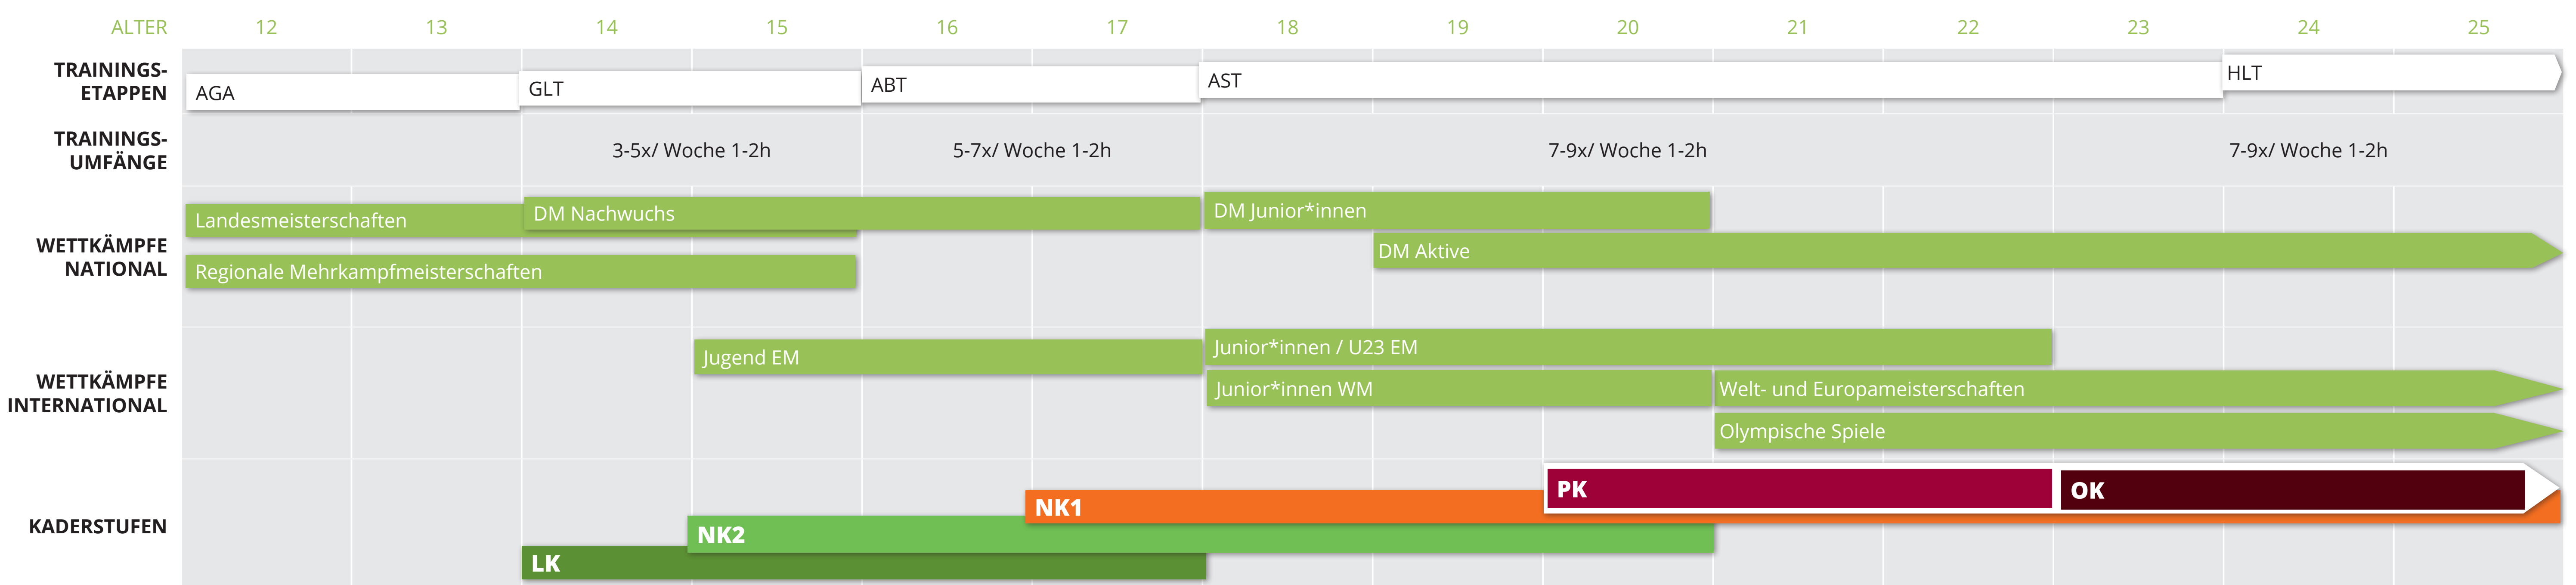 ALTER 12 13 14 15 16 17 18 19 20 21 22 23 24 25
TRAININGS-
ETAPPEN
AGA GLT ABT AST HLT
TRAININGS-
UMFÄNGE
3-5x/ Woche 1-2h 5-7x/ Woche 1-2h 7-9x/ Woche 1-2h 7-9x/ Woche 1-2h
WETTKÄMPFE
NATIONAL
Landesmeisterschaften DM Nachwuchs DM Junior*innen
DM Aktive
Regionale Mehrkampfmeisterschaften
WETTKÄMPFE
INTERNATIONAL
Jugend EM Junior*innen / U23 EM
Junior*innen WM Welt- und Europameisterschaften
Olympische Spiele
KADERSTUFEN
PK OK
NK1
NK2
LK